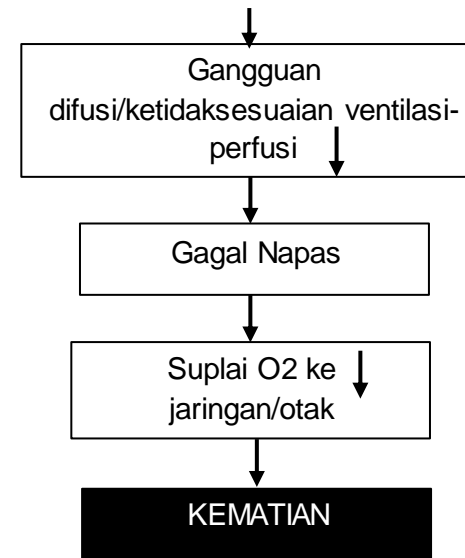 Gangguan
difusi/ketidaksesuaian ventilasi-
perfusi
Gagal Napas
Suplai O2 ke
jaringan/otak
KEMATIAN